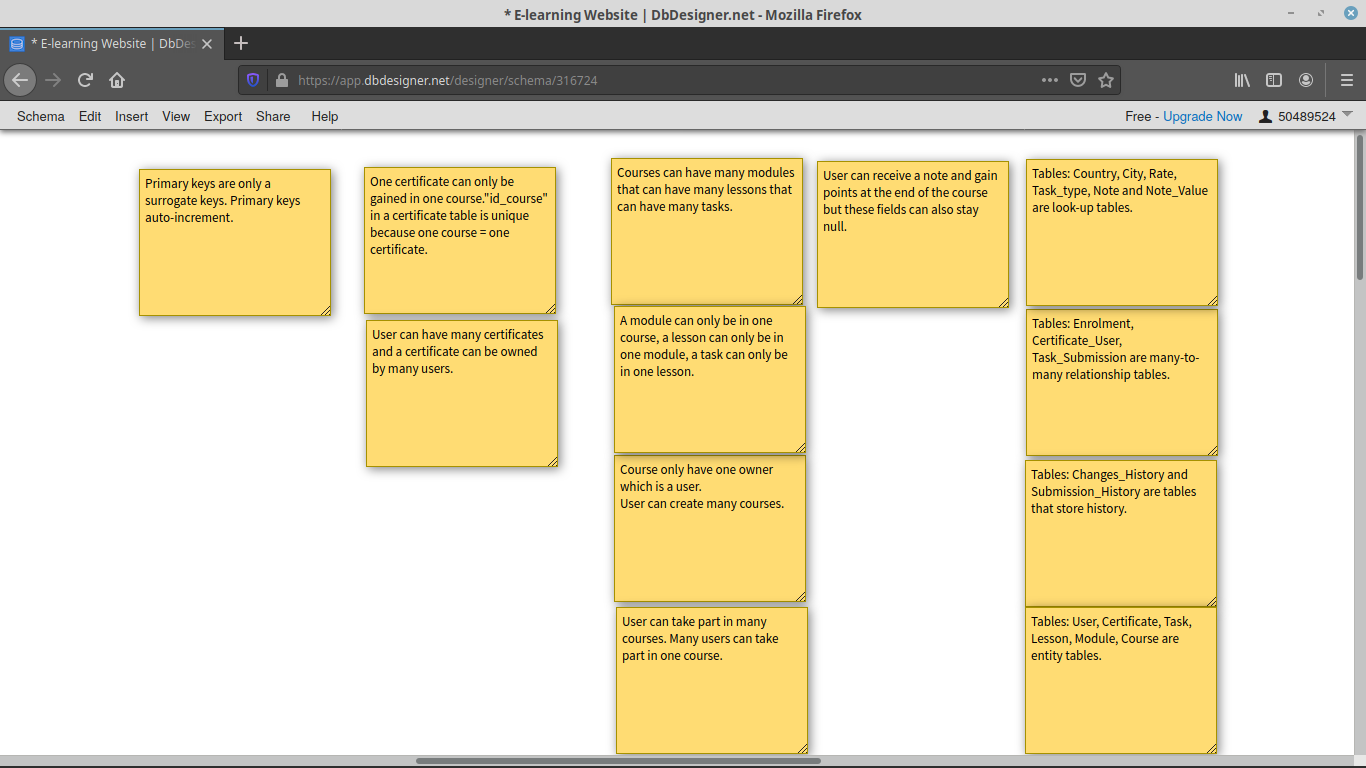 * E-learning Website | DbDesigner.net - Mozilla Firefox
* E-learning Website | DbDes
https://app.dbdesigner.net/designer/schema/316724
Schema Edit Insert View Export Share Help
Free - Upgrade Now 50489524
Primary keys are only a
surrogate keys. Primary keys
auto-increment.
One certificate can only be
gained in one course."id_course"
in a certificate table is unique
because one course = one
certificate.
User can have many certificates
and a certificate can be owned
by many users.
Courses can have many modules
that can have many lessons that
can have many tasks.
A module can only be in one
course, a lesson can only be in
one module, a task can only be
in one lesson.
Course only have one owner
which is a user.
User can create many courses.
User can take part in many
courses. Many users can take
part in one course.
User can receive a note and gain
points at the end of the course
but these fields can also stay
null.
Tables: Country, City, Rate,
Task_type, Note and Note_Value
are look-up tables.
Tables: Enrolment,
Certificate_User,
Task_Submission are many-to-
many relationship tables.
Tables: Changes_History and
Submission_History are tables
that store history.
Tables: User, Certificate, Task,
Lesson, Module, Course are
entity tables.